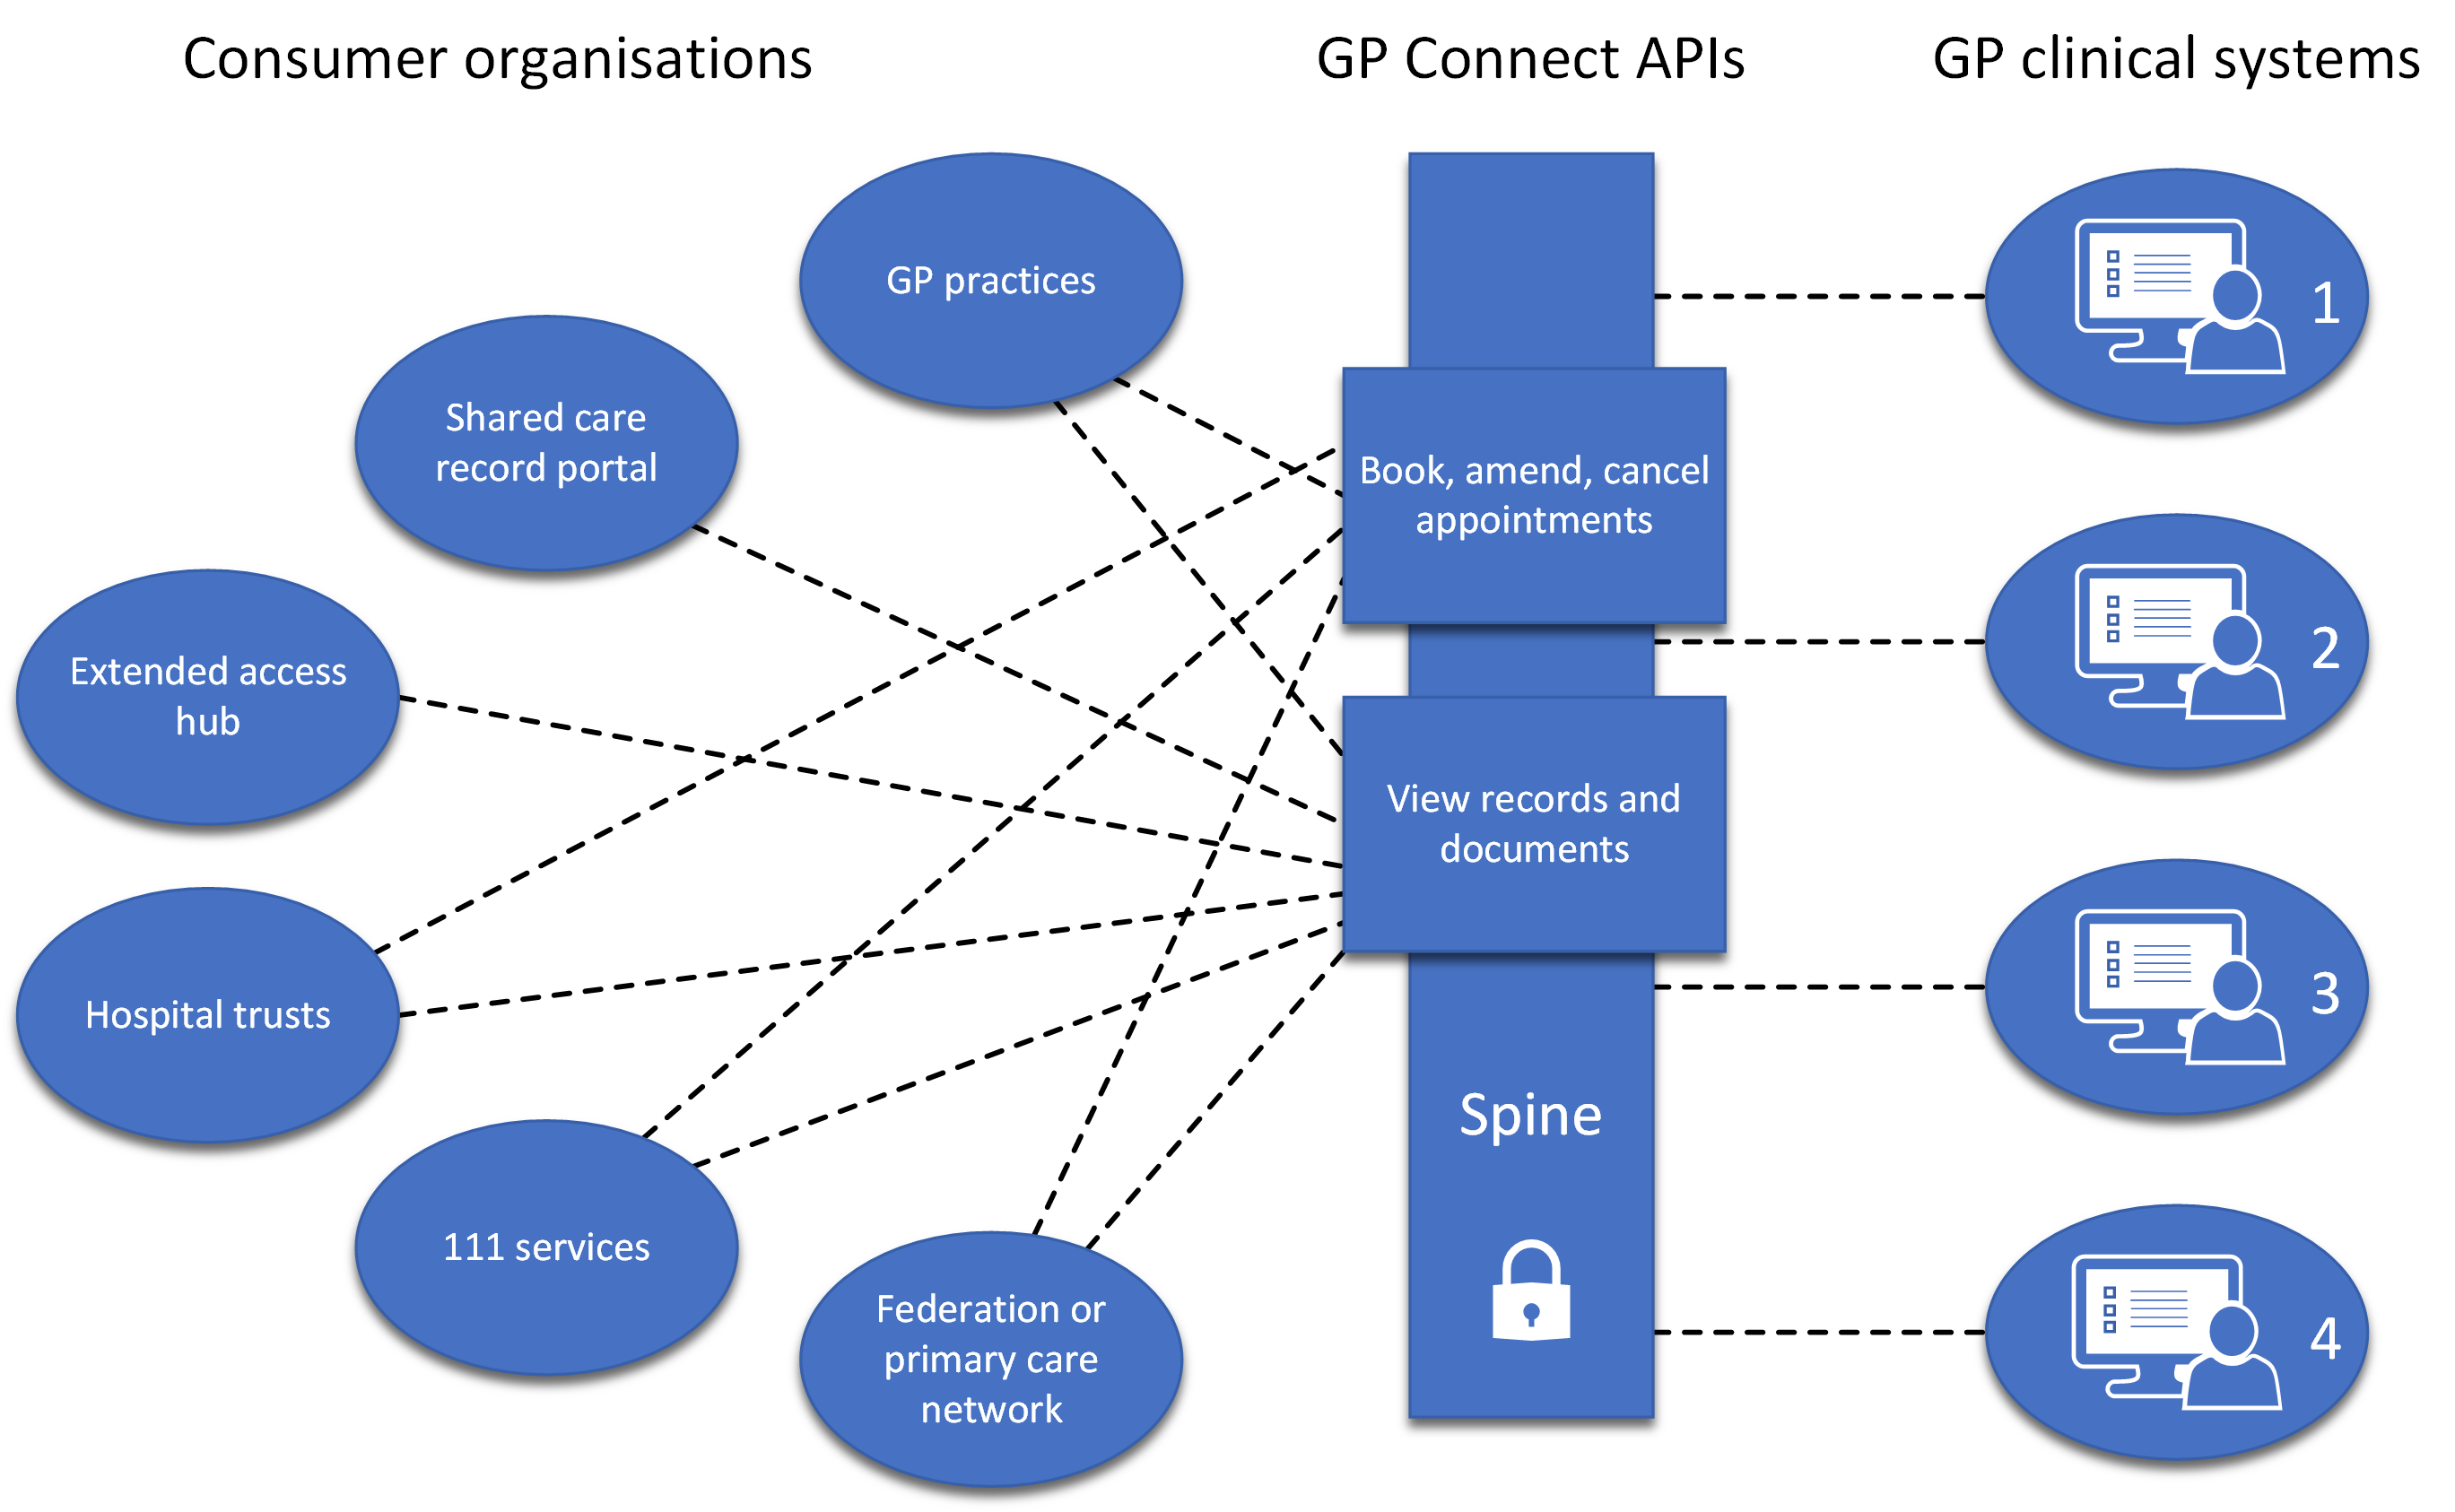 Consumer organisations
GP Connect APIs
GP clinical systems
GP practices
Shared care
record portal
Extended access
hub
Hospital trusts
111 services
Federation or
primary care
network
Book, amend, cancel
appointments
View records and
documents
Spine
1
2
3
4